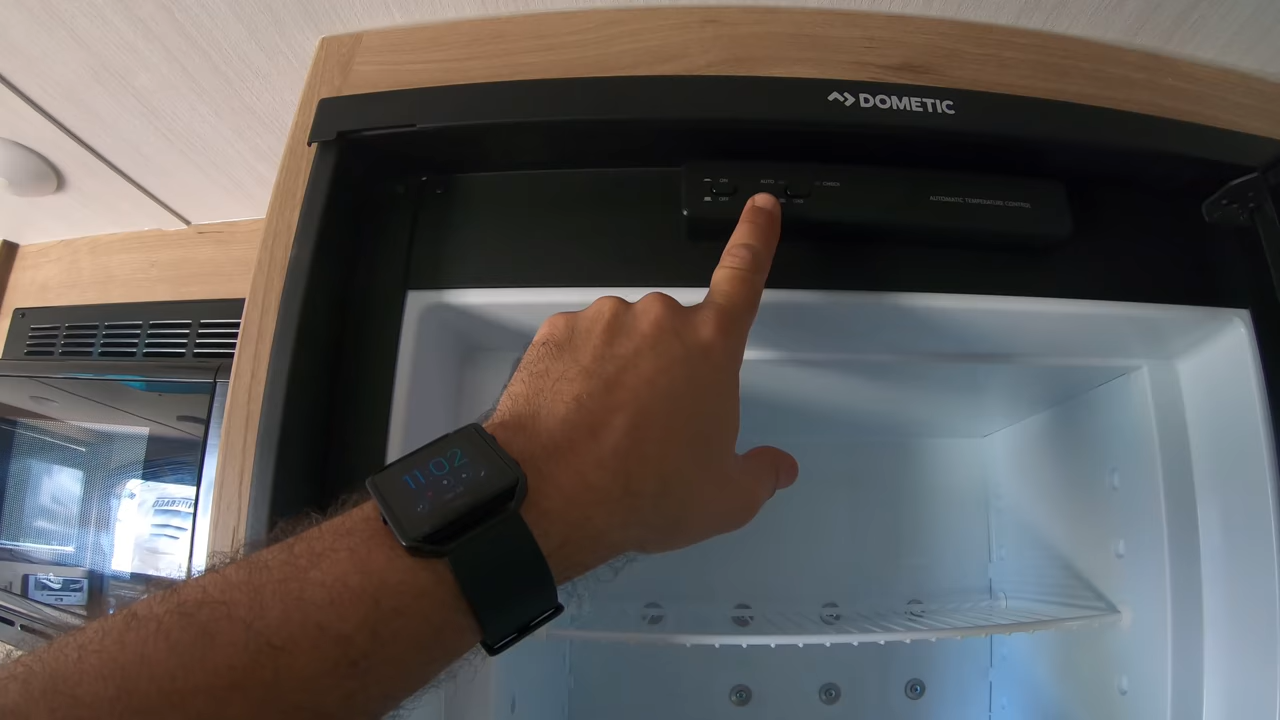 DOMETIC
ON
AUTO
CHECK
OFF
AUTOMATIC TEMPERATURE CONTROL
11:02